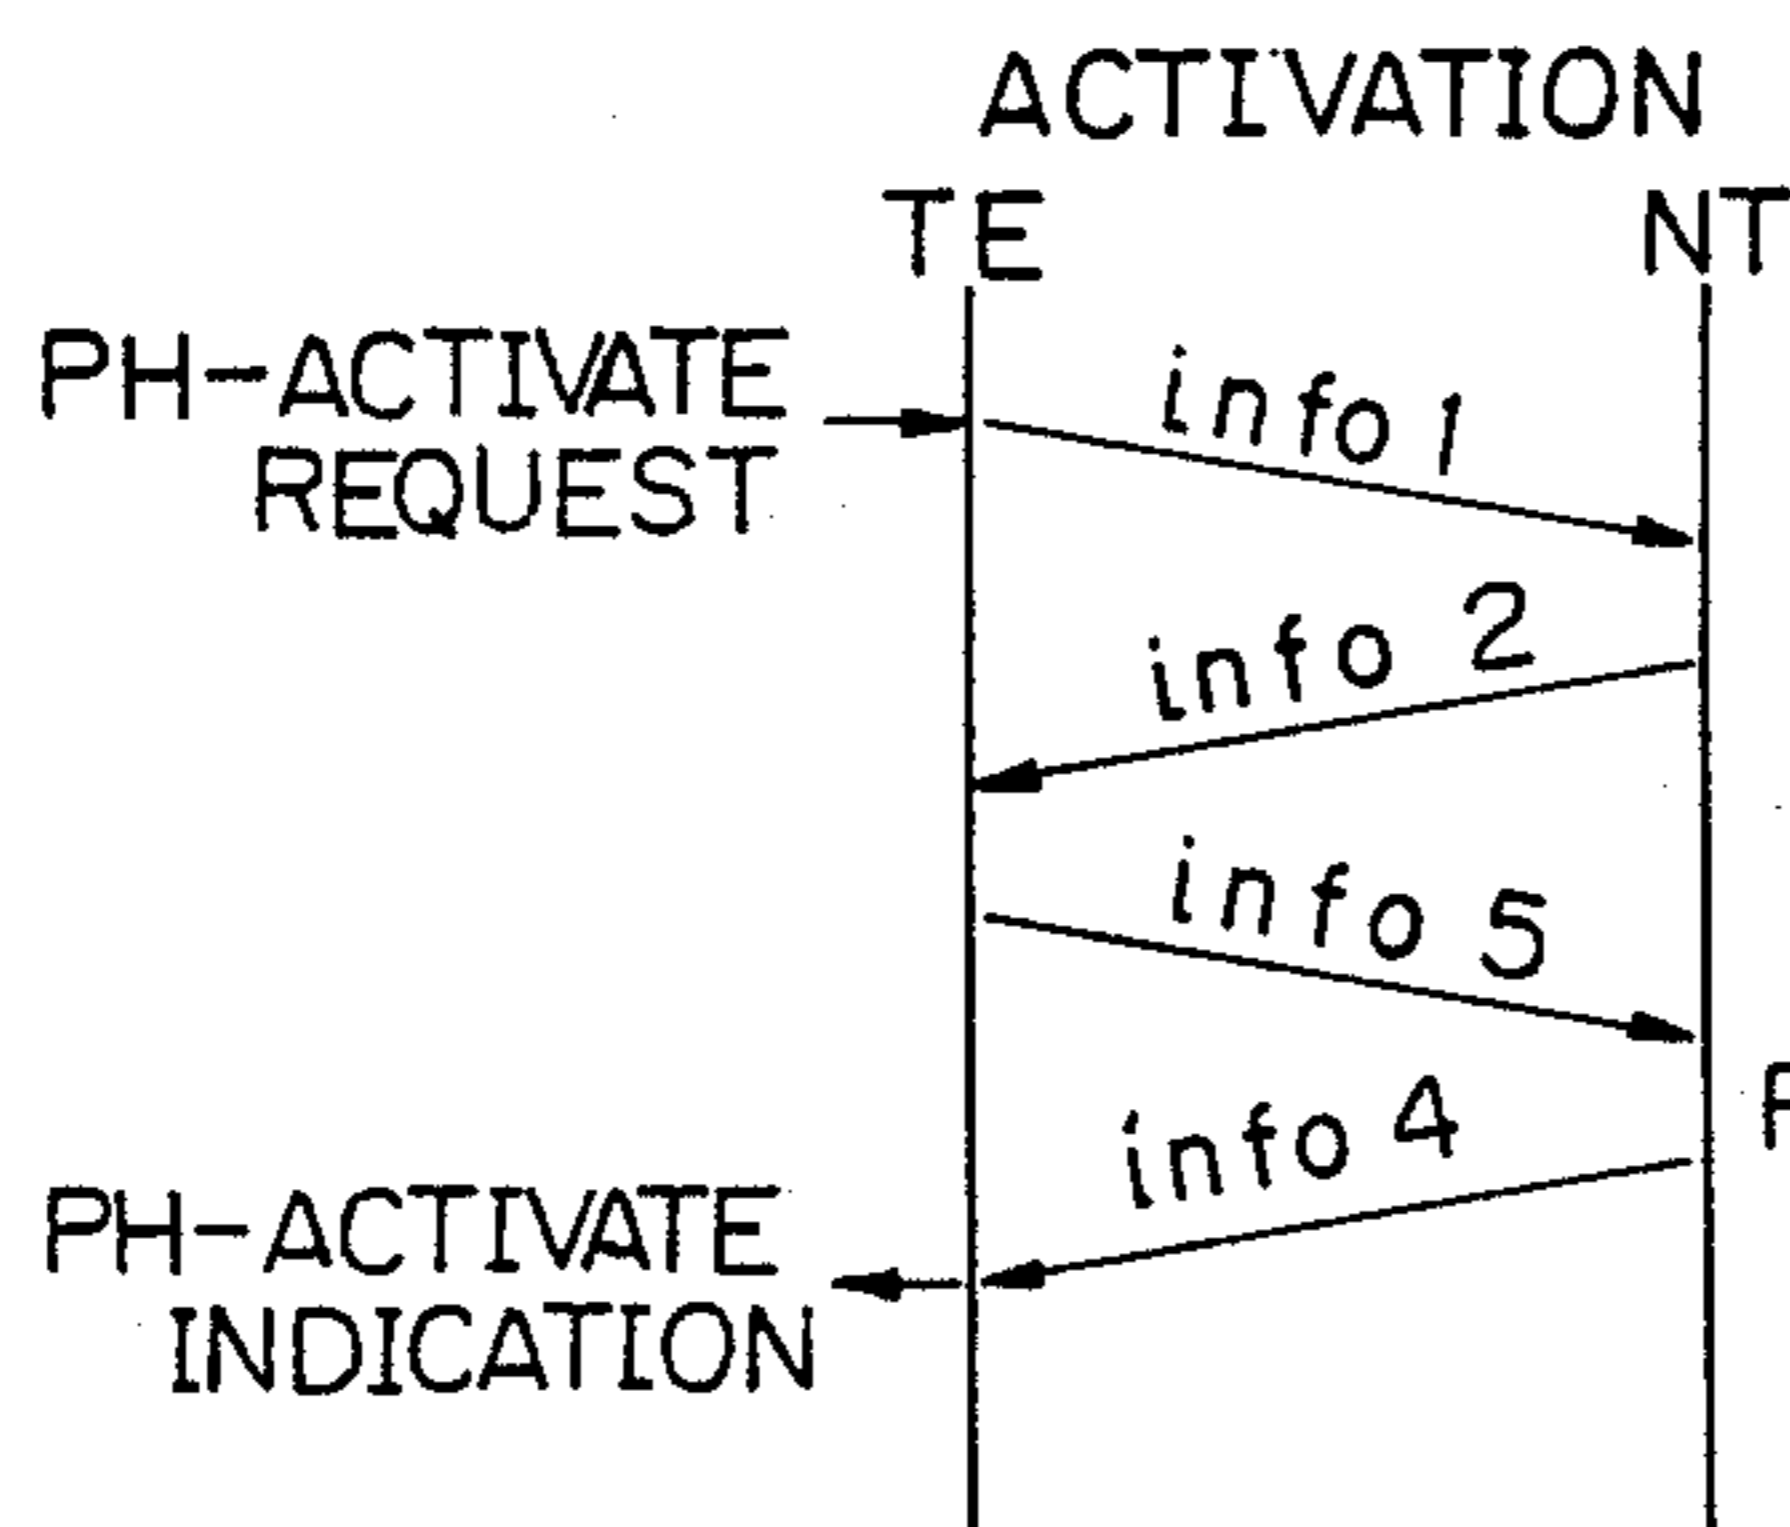 ACTIVATION
TE NT
PH-ACTIVATE
REQUEST
info 1
info 2
info 5
info 4
PH-ACTIVATE
INDICATION